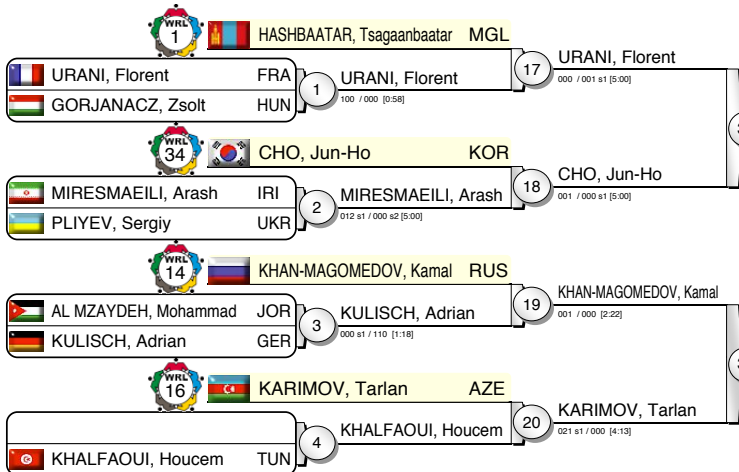 WRL 1 HASHBAATAR, Tsagaanbaatar MGL
URANI, Florent FRA
GORJANACZ, Zsolt HUN
1 URANI, Florent
100 / 000 [0:58]
17 URANI, Florent
000 / 001 s1 [5:00]
WRL 34 CHO, Jun-Ho KOR
MIRESMAEILI, Arash IRI
PLIYEV, Sergiy UKR
2 MIRESMAEILI, Arash
012 s1 / 000 s2 [5:00]
18 CHO, Jun-Ho
001 / 000 s1 [5:00]
WRL 14 KHAN-MAGOMEDOV, Kamal RUS
AL MZAYDEH, Mohammad JOR
KULISCH, Adrian GER
3 KULISCH, Adrian
000 s1 / 110 [1:18]
19 KHAN-MAGOMEDOV, Kamal
001 / 000 [2:22]
WRL 16 KARIMOV, Tarlan AZE
KHALFAOUI, Houcem TUN
4 KHALFAOUI, Houcem
20 KARIMOV, Tarlan
021 s1 / 000 [4:13]